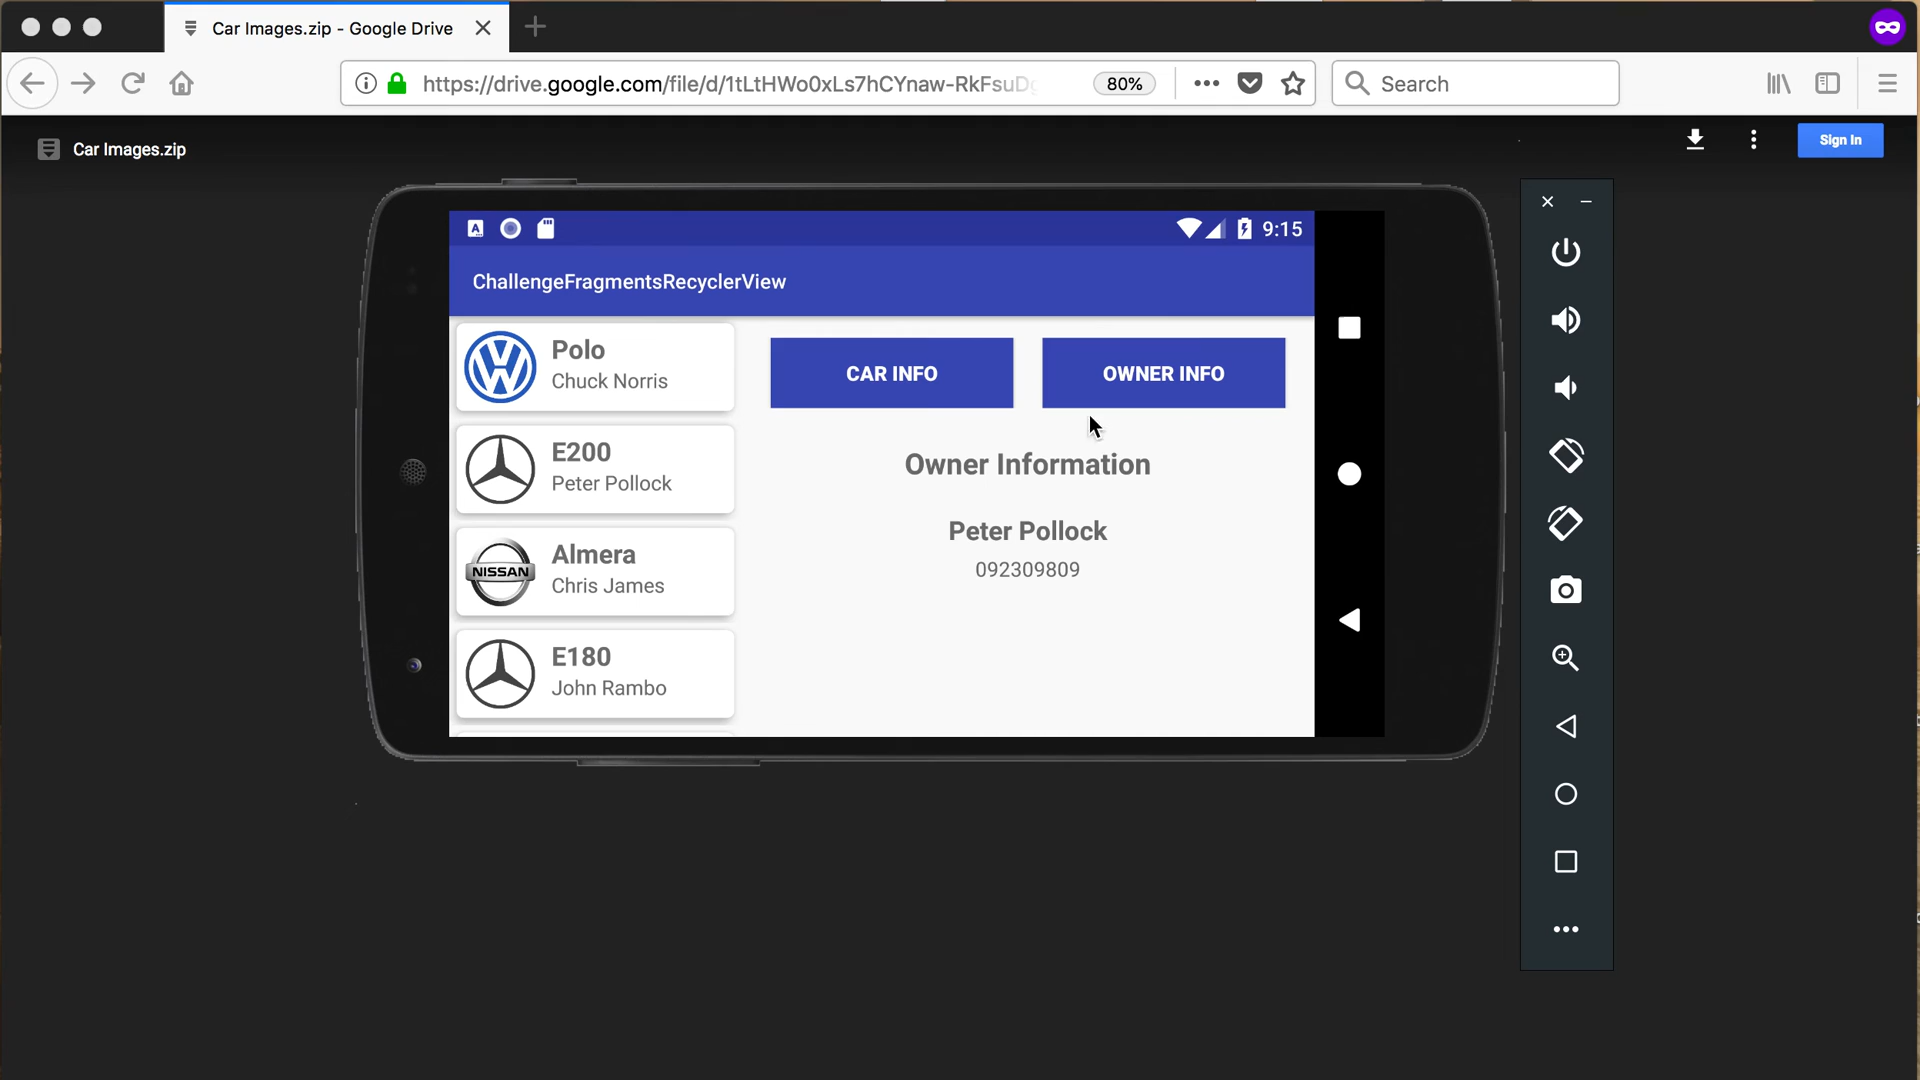 Car Images.zip - Google Drive
https://drive.google.com/file/d/1tLtHWo0xLs7hCYnaw-RkFsuD
80%
Search
Car Images.zip
Sign In
A
9:15
ChallengeFragmentsRecyclerView
Polo
Chuck Norris
E200
Peter Pollock
NISSAN
Almera
Chris James
E180
John Rambo
CAR INFO
OWNER INFO
Owner Information
Peter Pollock
092309809